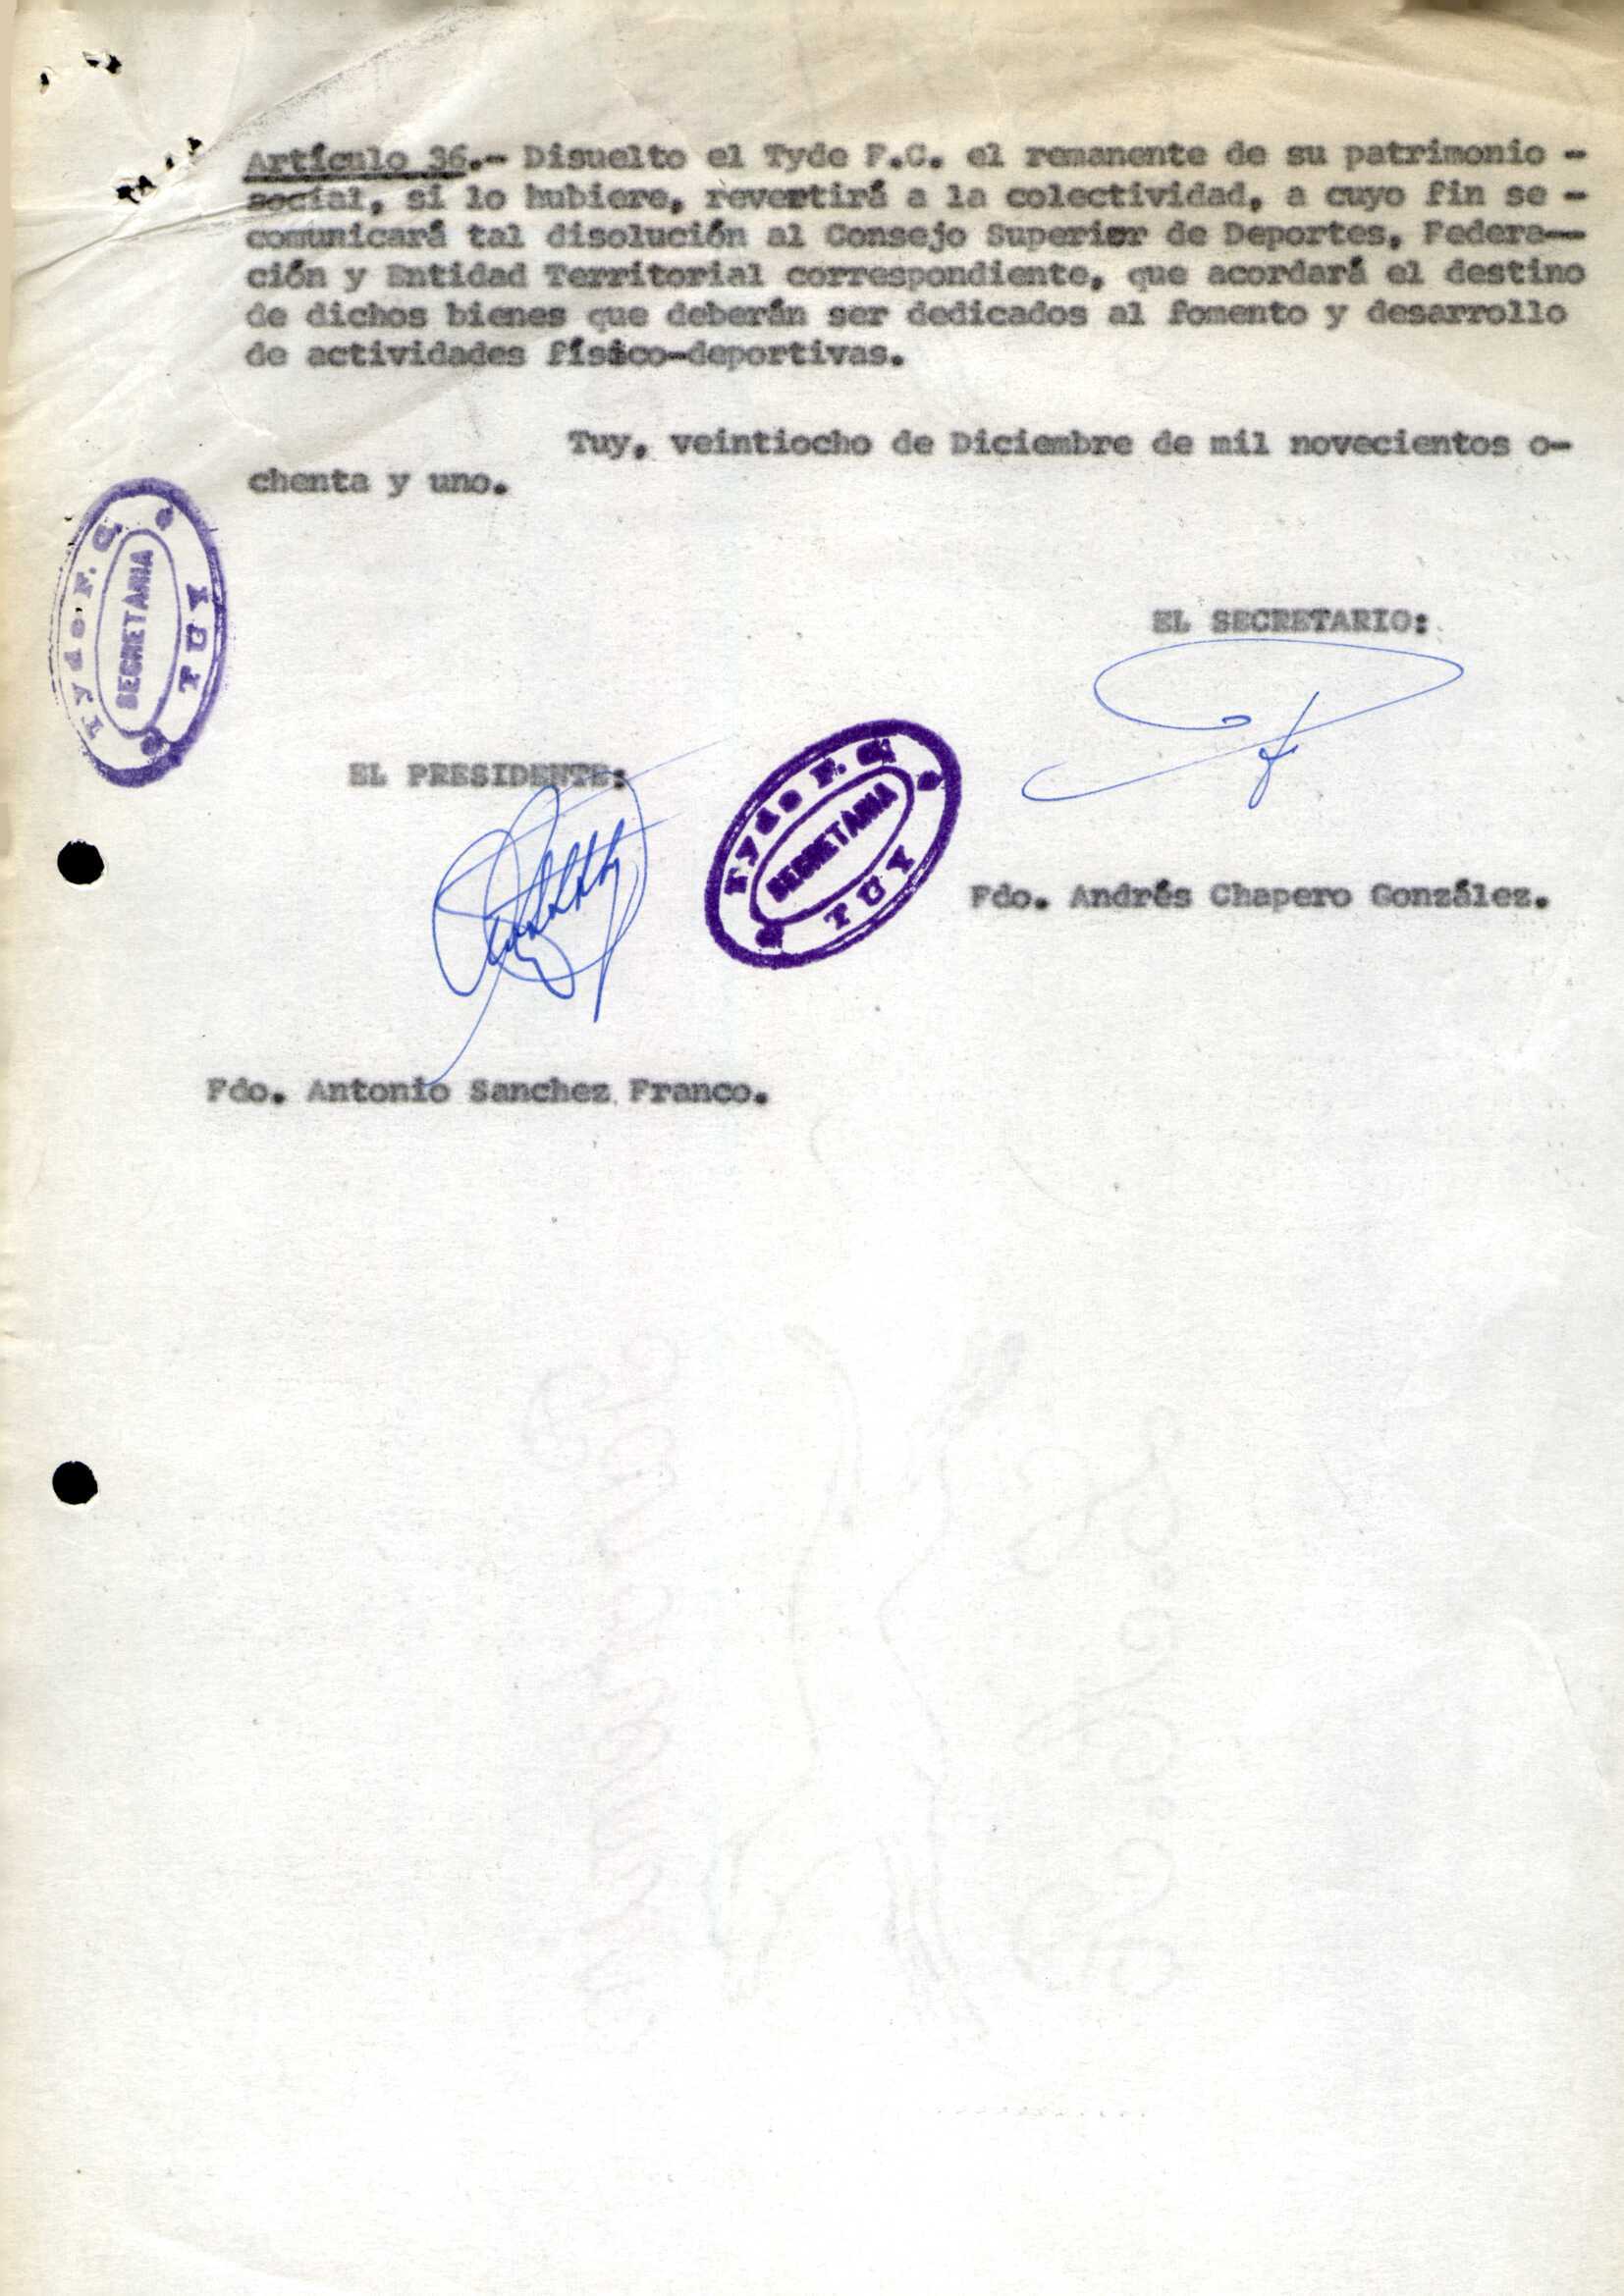 Artículo 36.- Disuelto el Tyde F.C. el remanente de su patrimonio -
social, si lo hubiere, revertirá a la colectividad, a cuyo fin se -
comunicará tal disolución al Consejo Superior de Deportes, Federa--
ción y Entidad Territorial correspondiente, que acordará el destino
de dichos bienes que deberán ser dedicados al fomento y desarrollo
de actividades físico-deportivas.
Tuy, veintiocho de Diciembre de mil novecientos o-
chenta y uno.
Tyde F. C.
SECRETARIA
TUY
EL SECRETARIO:
EL PRESIDENTE:
Tyde F. C.
SECRETARIA
TUY
Fdo. Andrés Chapero González.
Fdo. Antonio Sanchez Franco.